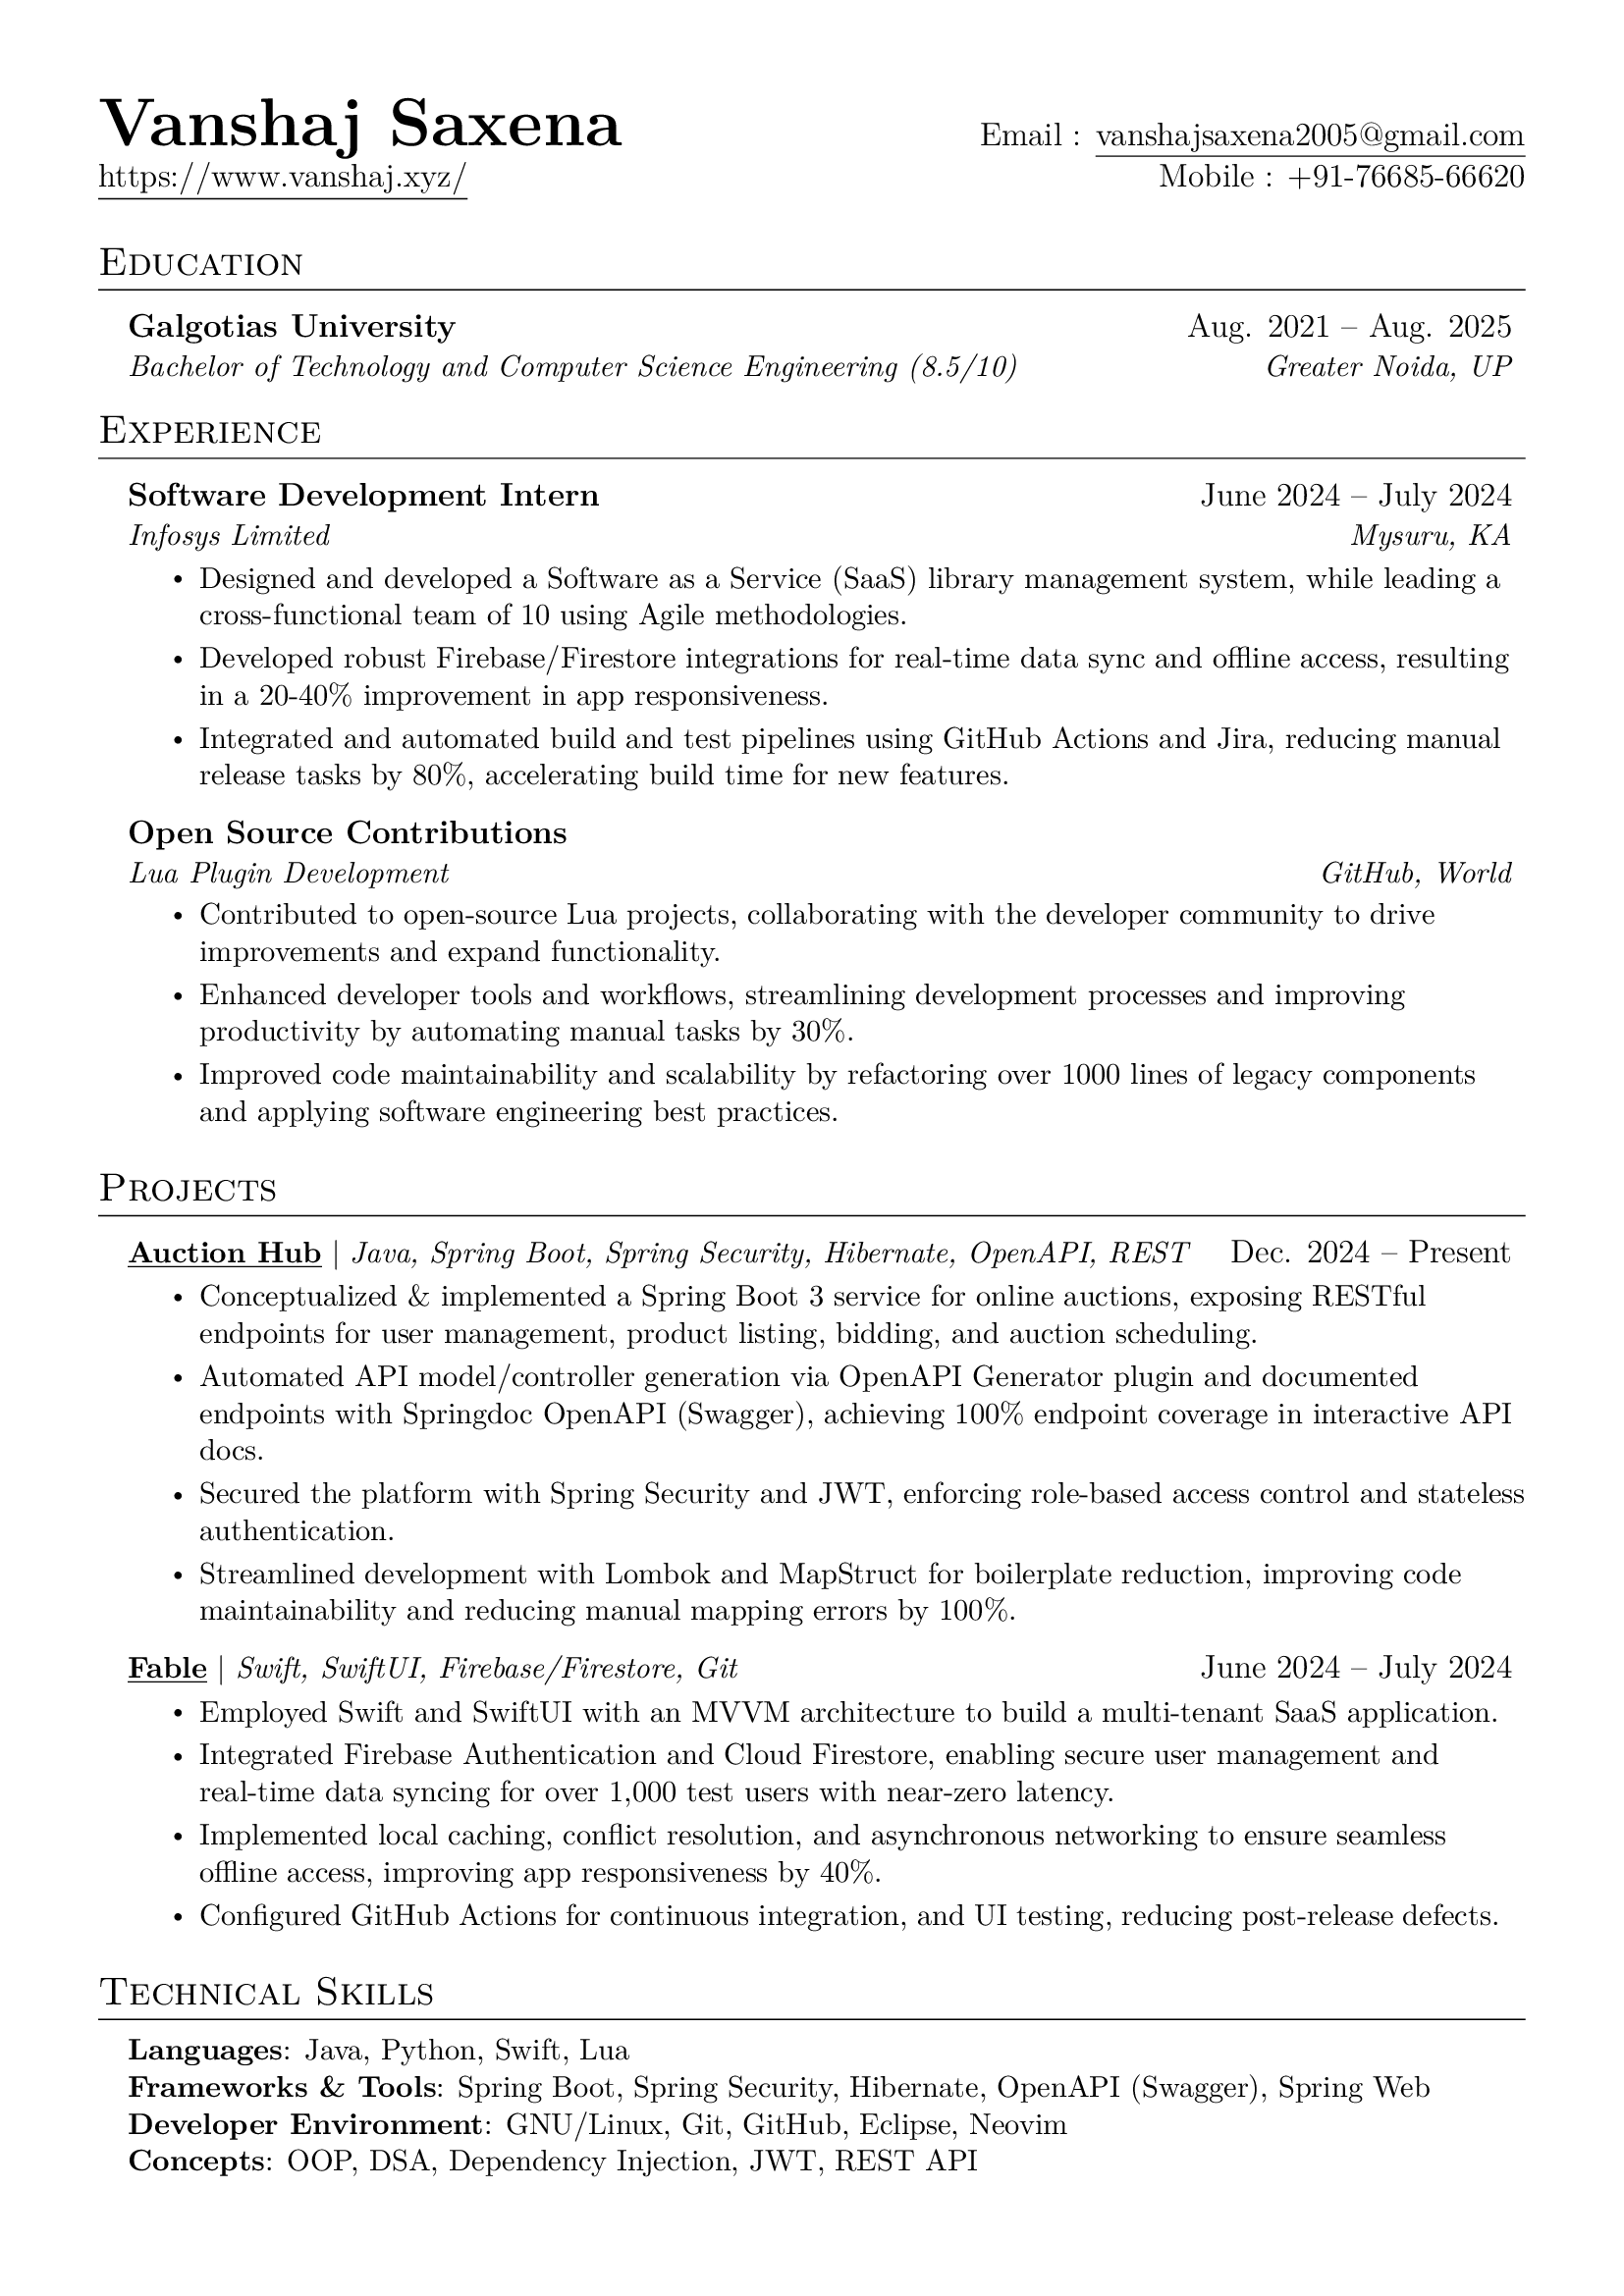 Vanshaj Saxena
Email : vanshajsaxena2005@gmail.com
https://www.vanshaj.xyz/
Mobile : +91-76685-66620
Education
Galgotias University Aug. 2021 – Aug. 2025
Bachelor of Technology and Computer Science Engineering (8.5/10) Greater Noida, UP
Experience
Software Development Intern June 2024 – July 2024
Infosys Limited Mysuru, KA
• Designed and developed a Software as a Service (SaaS) library management system, while leading a
cross-functional team of 10 using Agile methodologies.
• Developed robust Firebase/Firestore integrations for real-time data sync and offline access, resulting
in a 20-40% improvement in app responsiveness.
• Integrated and automated build and test pipelines using GitHub Actions and Jira, reducing manual
release tasks by 80%, accelerating build time for new features.
Open Source Contributions
Lua Plugin Development GitHub, World
• Contributed to open-source Lua projects, collaborating with the developer community to drive
improvements and expand functionality.
• Enhanced developer tools and workflows, streamlining development processes and improving
productivity by automating manual tasks by 30%.
• Improved code maintainability and scalability by refactoring over 1000 lines of legacy components
and applying software engineering best practices.
Projects
Auction Hub | Java, Spring Boot, Spring Security, Hibernate, OpenAPI, REST Dec. 2024 – Present
• Conceptualized & implemented a Spring Boot 3 service for online auctions, exposing RESTful
endpoints for user management, product listing, bidding, and auction scheduling.
• Automated API model/controller generation via OpenAPI Generator plugin and documented
endpoints with Springdoc OpenAPI (Swagger), achieving 100% endpoint coverage in interactive API
docs.
• Secured the platform with Spring Security and JWT, enforcing role-based access control and stateless
authentication.
• Streamlined development with Lombok and MapStruct for boilerplate reduction, improving code
maintainability and reducing manual mapping errors by 100%.
Fable | Swift, SwiftUI, Firebase/Firestore, Git June 2024 – July 2024
• Employed Swift and SwiftUI with an MVVM architecture to build a multi-tenant SaaS application.
• Integrated Firebase Authentication and Cloud Firestore, enabling secure user management and
real-time data syncing for over 1,000 test users with near-zero latency.
• Implemented local caching, conflict resolution, and asynchronous networking to ensure seamless
offline access, improving app responsiveness by 40%.
• Configured GitHub Actions for continuous integration, and UI testing, reducing post-release defects.
Technical Skills
Languages: Java, Python, Swift, Lua
Frameworks & Tools: Spring Boot, Spring Security, Hibernate, OpenAPI (Swagger), Spring Web
Developer Environment: GNU/Linux, Git, GitHub, Eclipse, Neovim
Concepts: OOP, DSA, Dependency Injection, JWT, REST API